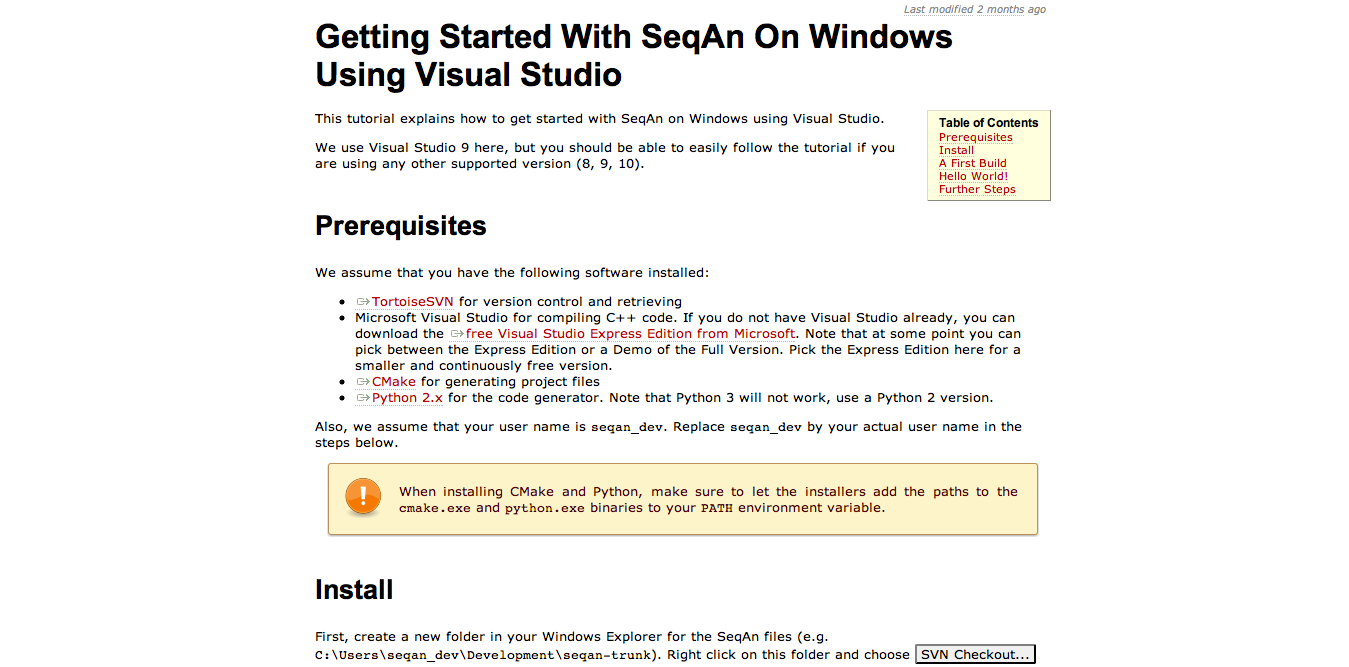 Last modified 2 months ago
Getting Started With SeqAn On Windows
Using Visual Studio
This tutorial explains how to get started with SeqAn on Windows using Visual Studio.
We use Visual Studio 9 here, but you should be able to easily follow the tutorial if you
are using any other supported version (8, 9, 10).
Table of Contents
Prerequisites
Install
A First Build
Hello World!
Further Steps
Prerequisites
We assume that you have the following software installed:
TortoiseSVN for version control and retrieving
Microsoft Visual Studio for compiling C++ code. If you do not have Visual Studio already, you can
download the free Visual Studio Express Edition from Microsoft. Note that at some point you can
pick between the Express Edition or a Demo of the Full Version. Pick the Express Edition here for a
smaller and continuously free version.
CMake for generating project files
Python 2.x for the code generator. Note that Python 3 will not work, use a Python 2 version.
Also, we assume that your user name is seqan_dev. Replace seqan_dev by your actual user name in the
steps below.
When installing CMake and Python, make sure to let the installers add the paths to the
cmake.exe and python.exe binaries to your PATH environment variable.
Install
First, create a new folder in your Windows Explorer for the SeqAn files (e.g.
C:\Users\seqan_dev\Development\seqan-trunk). Right click on this folder and choose SVN Checkout...